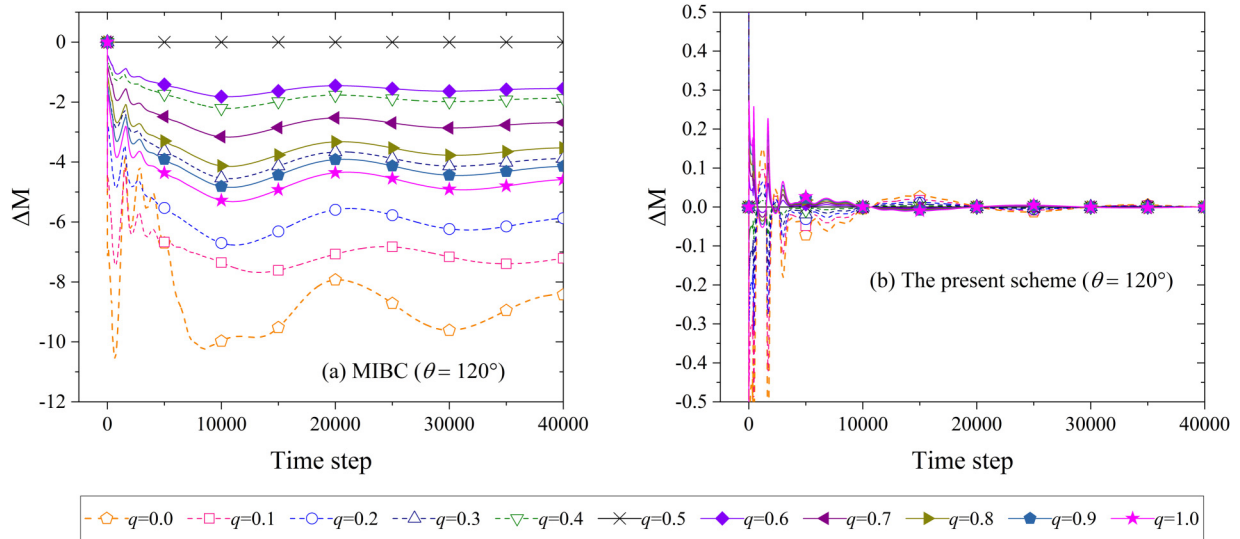 0
-2
-4
-6
-8
-10
-12
ΔM
0 10000 20000 30000 40000
Time step
(a) MIBC (θ = 120°)
0.5
0.4
0.3
0.2
0.1
0.0
-0.1
-0.2
-0.3
-0.4
-0.5
ΔM
0 10000 20000 30000 40000
Time step
(b) The present scheme (θ = 120°)
q=0.0 q=0.1 q=0.2 q=0.3 q=0.4 q=0.5 q=0.6 q=0.7 q=0.8 q=0.9 q=1.0